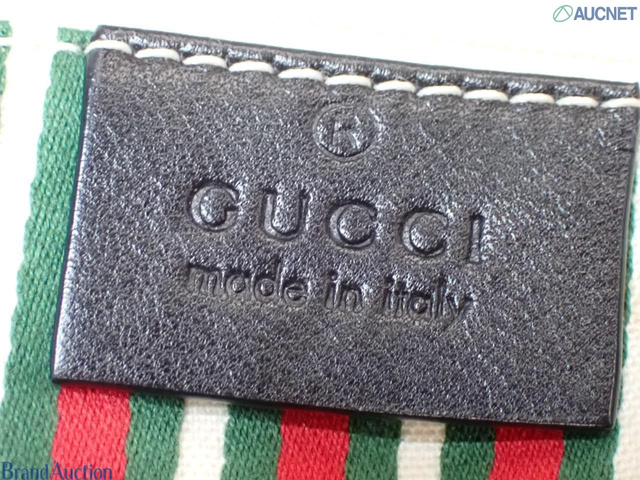 AUCNET
®
GUCCI
made in italy
BrandAuction